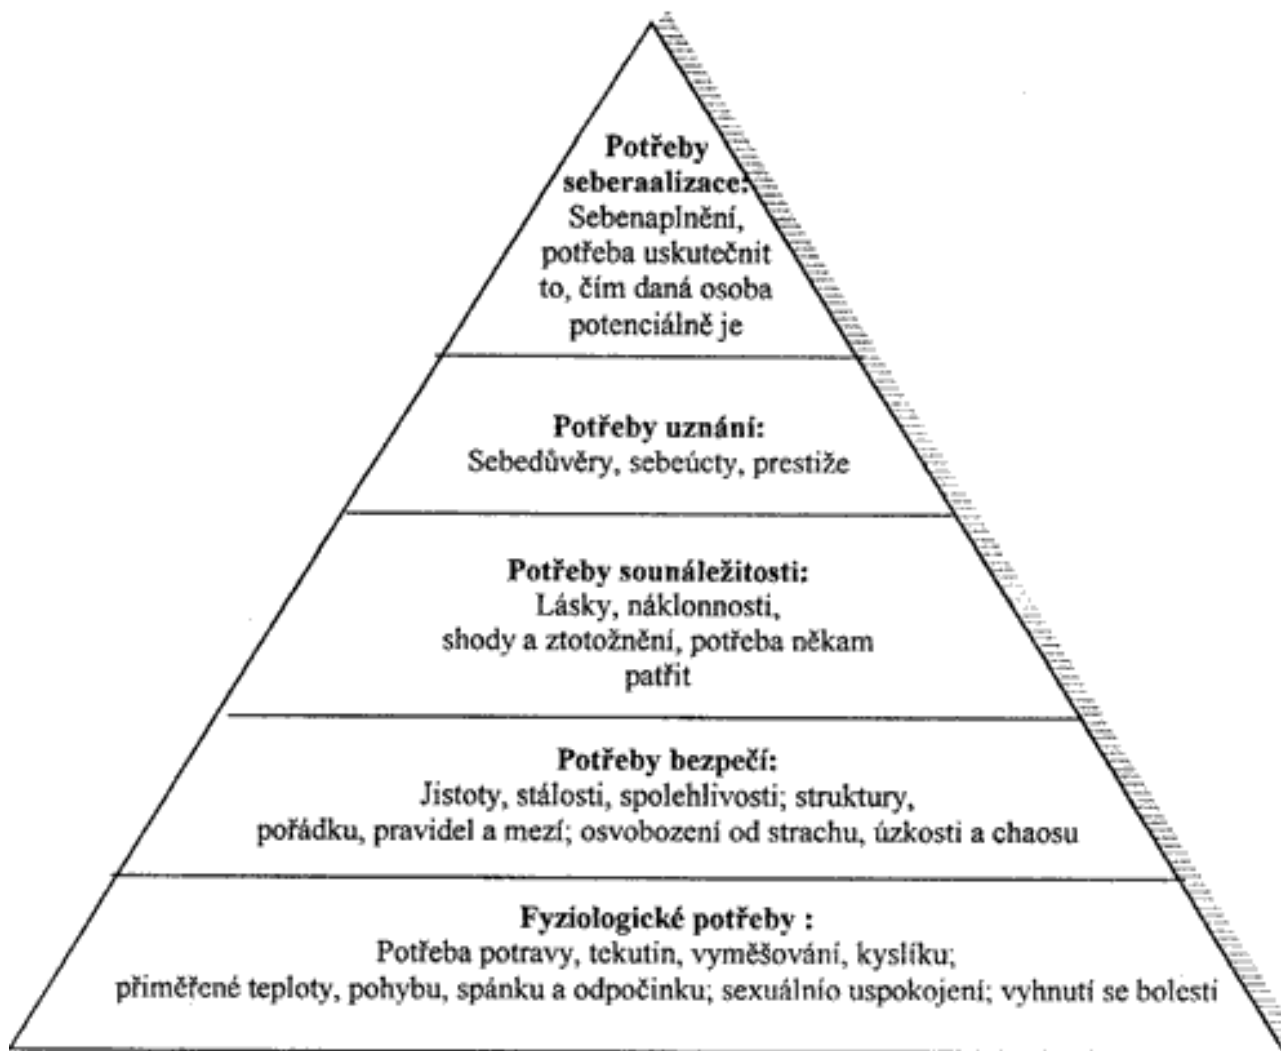 Potřeby
seberaalizace:
Sebenaplnění,
potřeba uskutečnit
to, čím daná osoba
potenciálně je
Potřeby uznání:
Sebedůvěry, sebeúcty, prestiže
Potřeby sounáležitosti:
Lásky, náklonnosti,
shody a ztotožnění, potřeba někam
patřit
Potřeby bezpečí:
Jistoty, stálosti, spolehlivosti; struktury,
pořádku, pravidel a mezí; osvobození od strachu, úzkosti a chaosu
Fyziologické potřeby :
Potřeba potravy, tekutin, vyměšování, kyslíku;
přiměřené teploty, pohybu, spánku a odpočinku; sexuálnío uspokojení; vyhnutí se bolesti